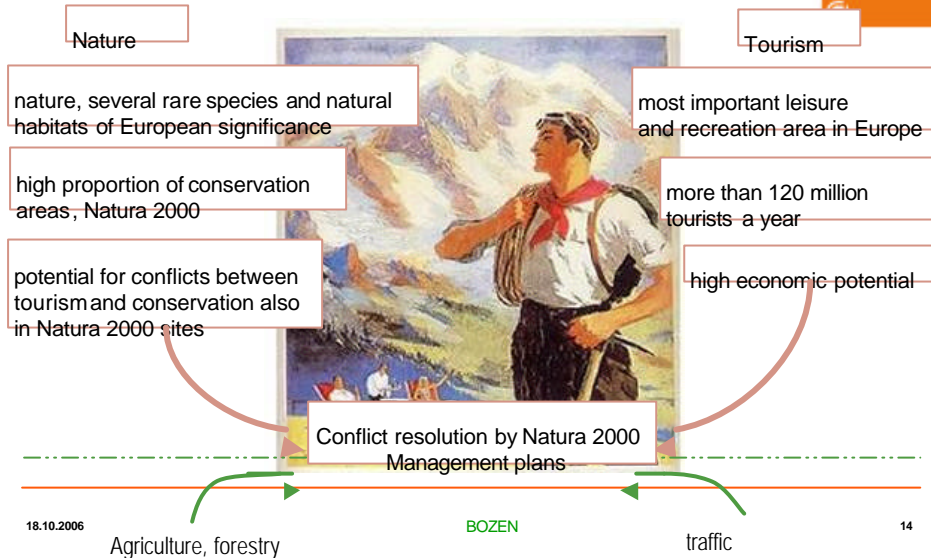 Nature
nature, several rare species and natural
habitats of European significance
high proportion of conservation
areas, Natura 2000
potential for conflicts between
tourism and conservation also
in Natura 2000 sites
Tourism
most important leisure
and recreation area in Europe
more than 120 million
tourists a year
high economic potential
Conflict resolution by Natura 2000
Management plans
18.10.2006
BOZEN
14
Agriculture, forestry
traffic